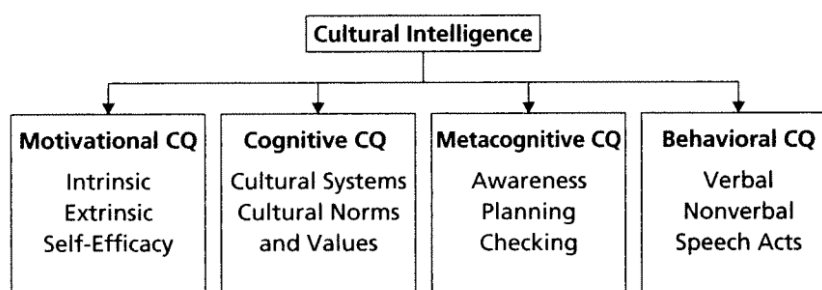 Cultural Intelligence
Motivational CQ
Intrinsic
Extrinsic
Self-Efficacy
Cognitive CQ
Cultural Systems
Cultural Norms
and Values
Metacognitive CQ
Awareness
Planning
Checking
Behavioral CQ
Verbal
Nonverbal
Speech Acts